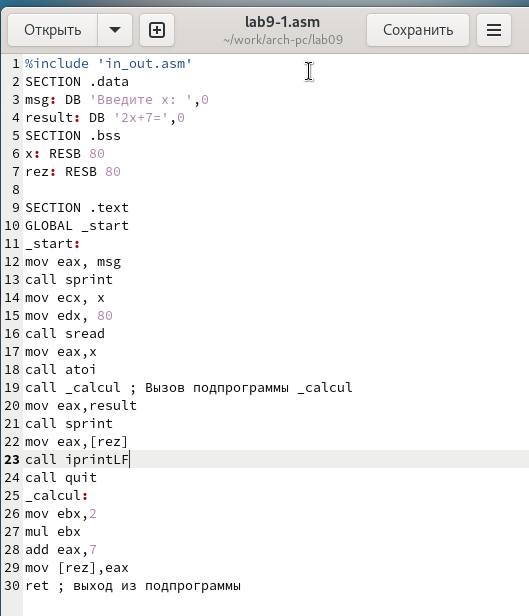 Открыть
lab9-1.asm
~/work/arch-pc/lab09
Сохранить
1 %include 'in_out.asm'
2 SECTION .data
3 msg: DB 'Введите x: ',0
4 result: DB '2x+7=',0
5 SECTION .bss
6 x: RESB 80
7 rez: RESB 80
8
9 SECTION .text
10 GLOBAL _start
11 _start:
12 mov eax, msg
13 call sprint
14 mov ecx, x
15 mov edx, 80
16 call sread
17 mov eax,x
18 call atoi
19 call _calcul ; Вызов подпрограммы _calcul
20 mov eax,result
21 call sprint
22 mov eax,[rez]
23 call iprintLF
24 call quit
25 _calcul:
26 mov ebx,2
27 mul ebx
28 add eax,7
29 mov [rez],eax
30 ret ; выход из подпрограммы